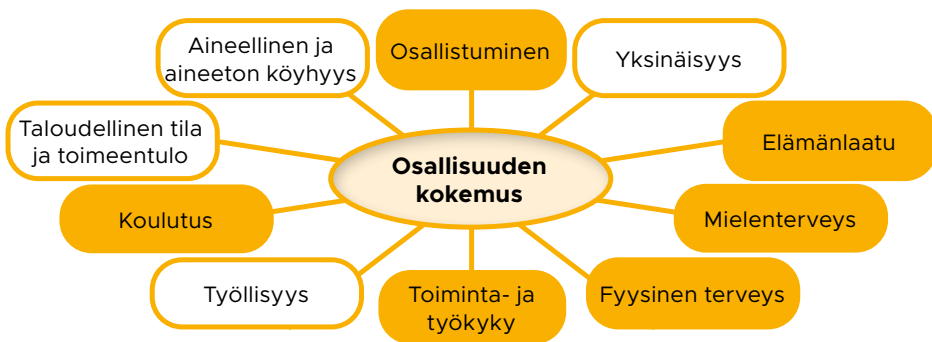 Aineellinen ja
aineeton köyhyys
Osallistuminen
Yksinäisyys
Taloudellinen tila
ja toimeentulo
Elämänlaatu
Osallisuuden
kokemus
Koulutus
Mielenterveys
Työllisyys
Toiminta- ja
työkyky
Fyysinen terveys